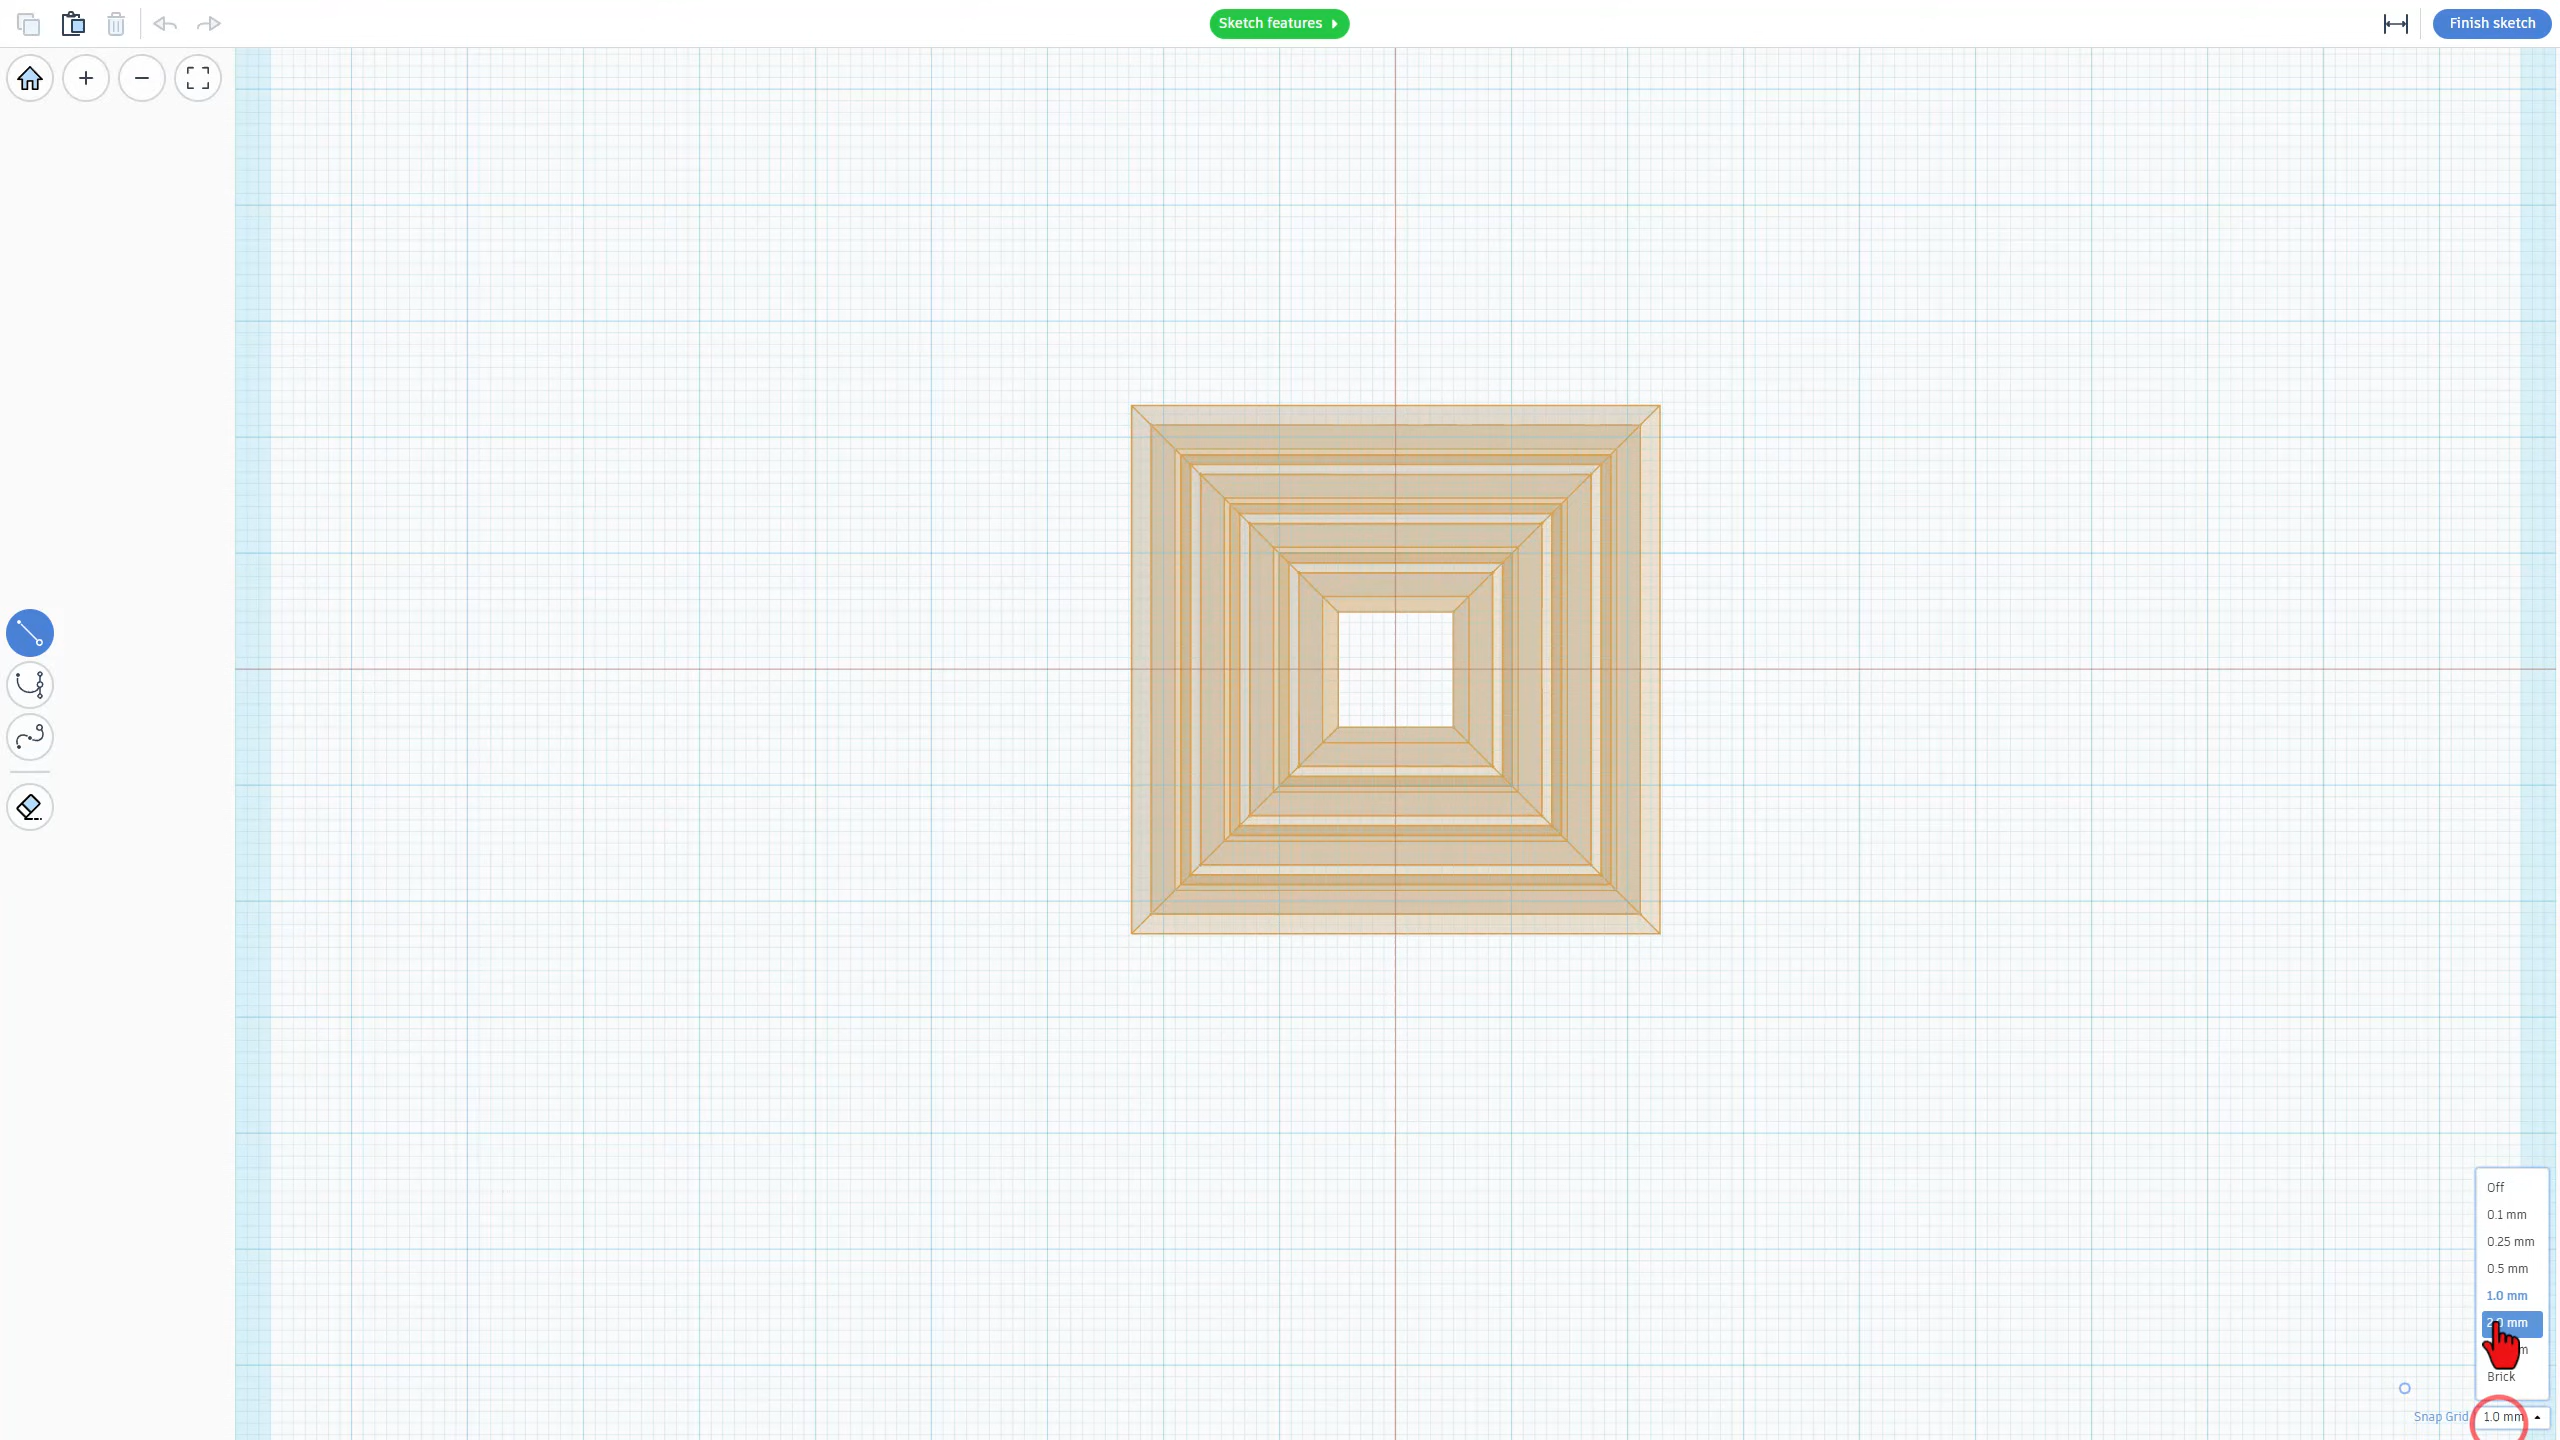 Sketch features
Finish sketch
Off
0.1 mm
0.25 mm
0.5 mm
1.0 mm
mm
Brick
Snap Grid 1.0 mm